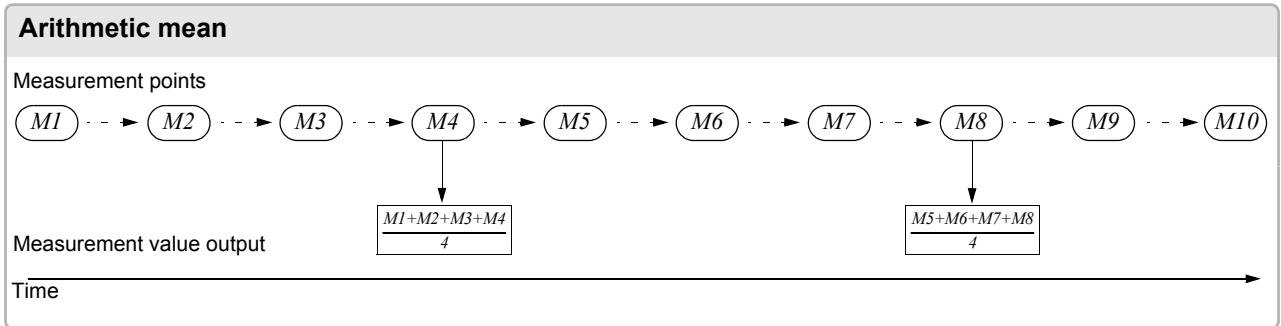 Arithmetic mean
Measurement points
M1 M2 M3 M4 M5 M6 M7 M8 M9 M10
M1+M2+M3+M4 M5+M6+M7+M8
4 4
Measurement value output
Time